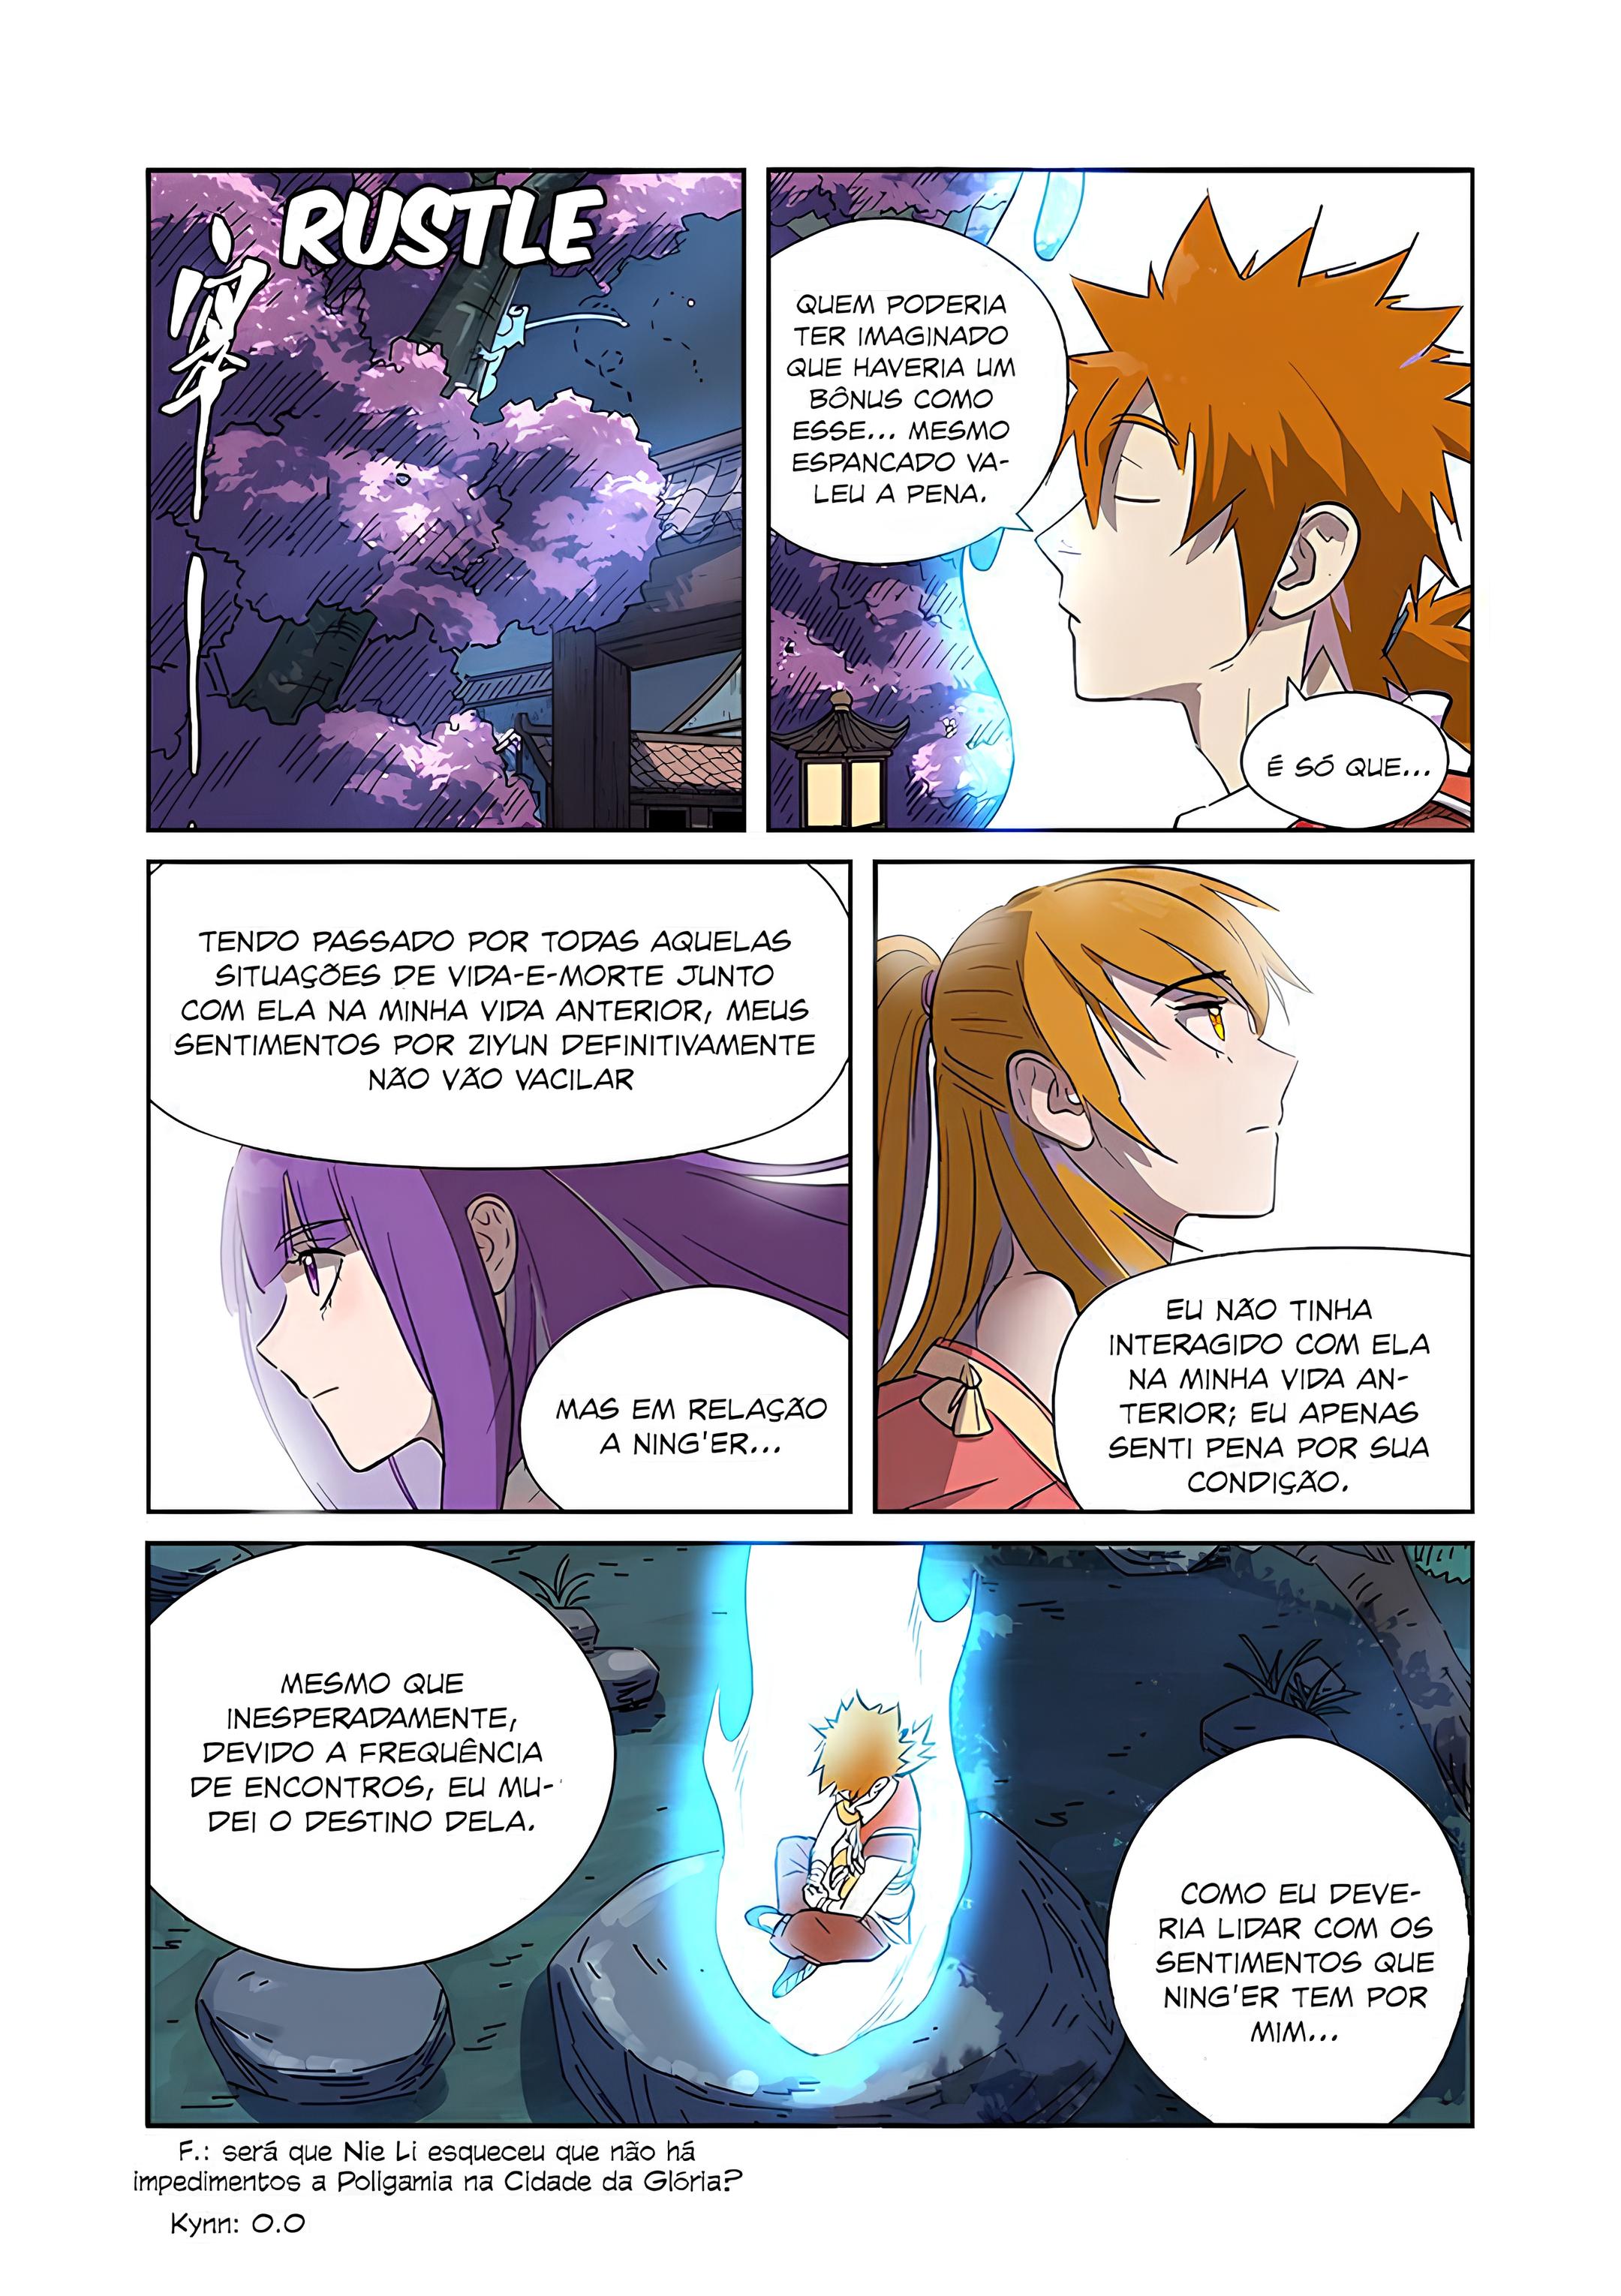 RUSTLE
QUEM PODERIA
TER IMAGINADO
QUE HAVERIA UM
BÔNUS COMO
ESSE... MESMO
ESPANCADO VA-
LEU A PENA.
É SÓ QUE...
TENDO PASSADO POR TODAS AQUELAS
SITUAÇÕES DE VIDA-E-MORTE JUNTO
COM ELA NA MINHA VIDA ANTERIOR, MEUS
SENTIMENTOS POR ZIYUN DEFINITIVAMENTE
NÃO VÃO VACILAR
MAS EM RELAÇÃO
A NING'ER...
EU NÃO TINHA
INTERAGIDO COM ELA
NA MINHA VIDA AN-
TERIOR; EU APENAS
SENTI PENA POR SUA
CONDIÇÃO.
MESMO QUE
INESPERADAMENTE,
DEVIDO A FREQUÊNCIA
DE ENCONTROS, EU MU-
DEI O DESTINO DELA.
COMO EU DEVE-
RIA LIDAR COM OS
SENTIMENTOS QUE
NING'ER TEM POR
MIM...
F.: será que Nie Li esqueceu que não há
impedimentos a Poligamia na Cidade da Glória?
Kynn: O.O